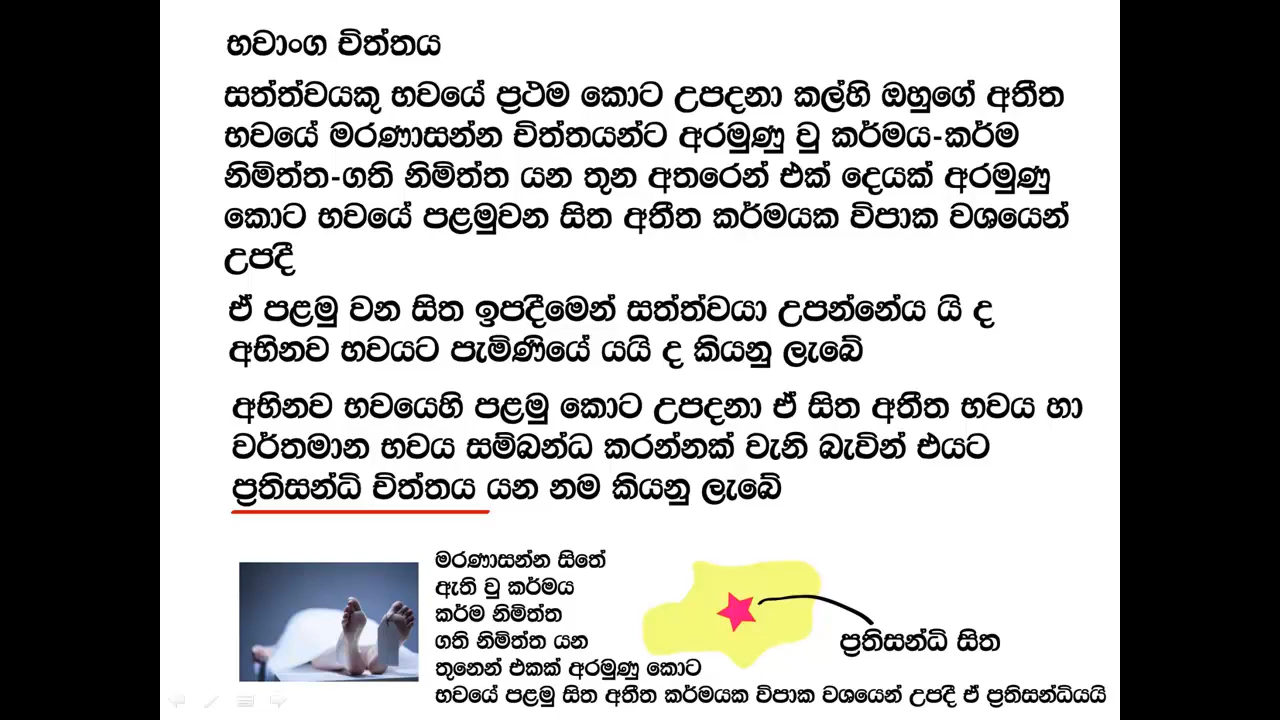 භවාංග චිත්තය
සත්ත්වයකු භවයේ ප්‍රථම කොට උපදනා කල්හි ඔහුගේ අතීත
භවයේ මරණාසන්න චිත්තයන්ට අරමුණු වු කර්මය-කර්ම
නිමිත්ත-ගති නිමිත්ත යන තුන අතරෙන් එක් දෙයක් අරමුණු
කොට භවයේ පළමුවන සිත අතීත කර්මයක විපාක වශයෙන්
උපදී
ඒ පළමු වන සිත ඉපදීමෙන් සත්ත්වයා උපන්නේය යි ද
අභිනව භවයට පැමිණියේ යයි ද කියනු ලැබේ
අභිනව භවයෙහි පළමු කොට උපදනා ඒ සිත අතීත භවය හා
වර්තමාන භවය සම්බන්ධ කරන්නක් වැනි බැවින් එයට
ප්‍රතිසන්ධි චිත්තය යන නම කියනු ලැබේ
මරණාසන්න සිතේ
ඇති වු කර්මය
කර්ම නිමිත්ත
ගති නිමිත්ත යන
තුනෙන් එකක් අරමුණු කොට
භවයේ පළමු සිත අතීත කර්මයක විපාක වශයෙන් උපදී ඒ ප්‍රතිසන්ධියයි
ප්‍රතිසන්ධි සිත